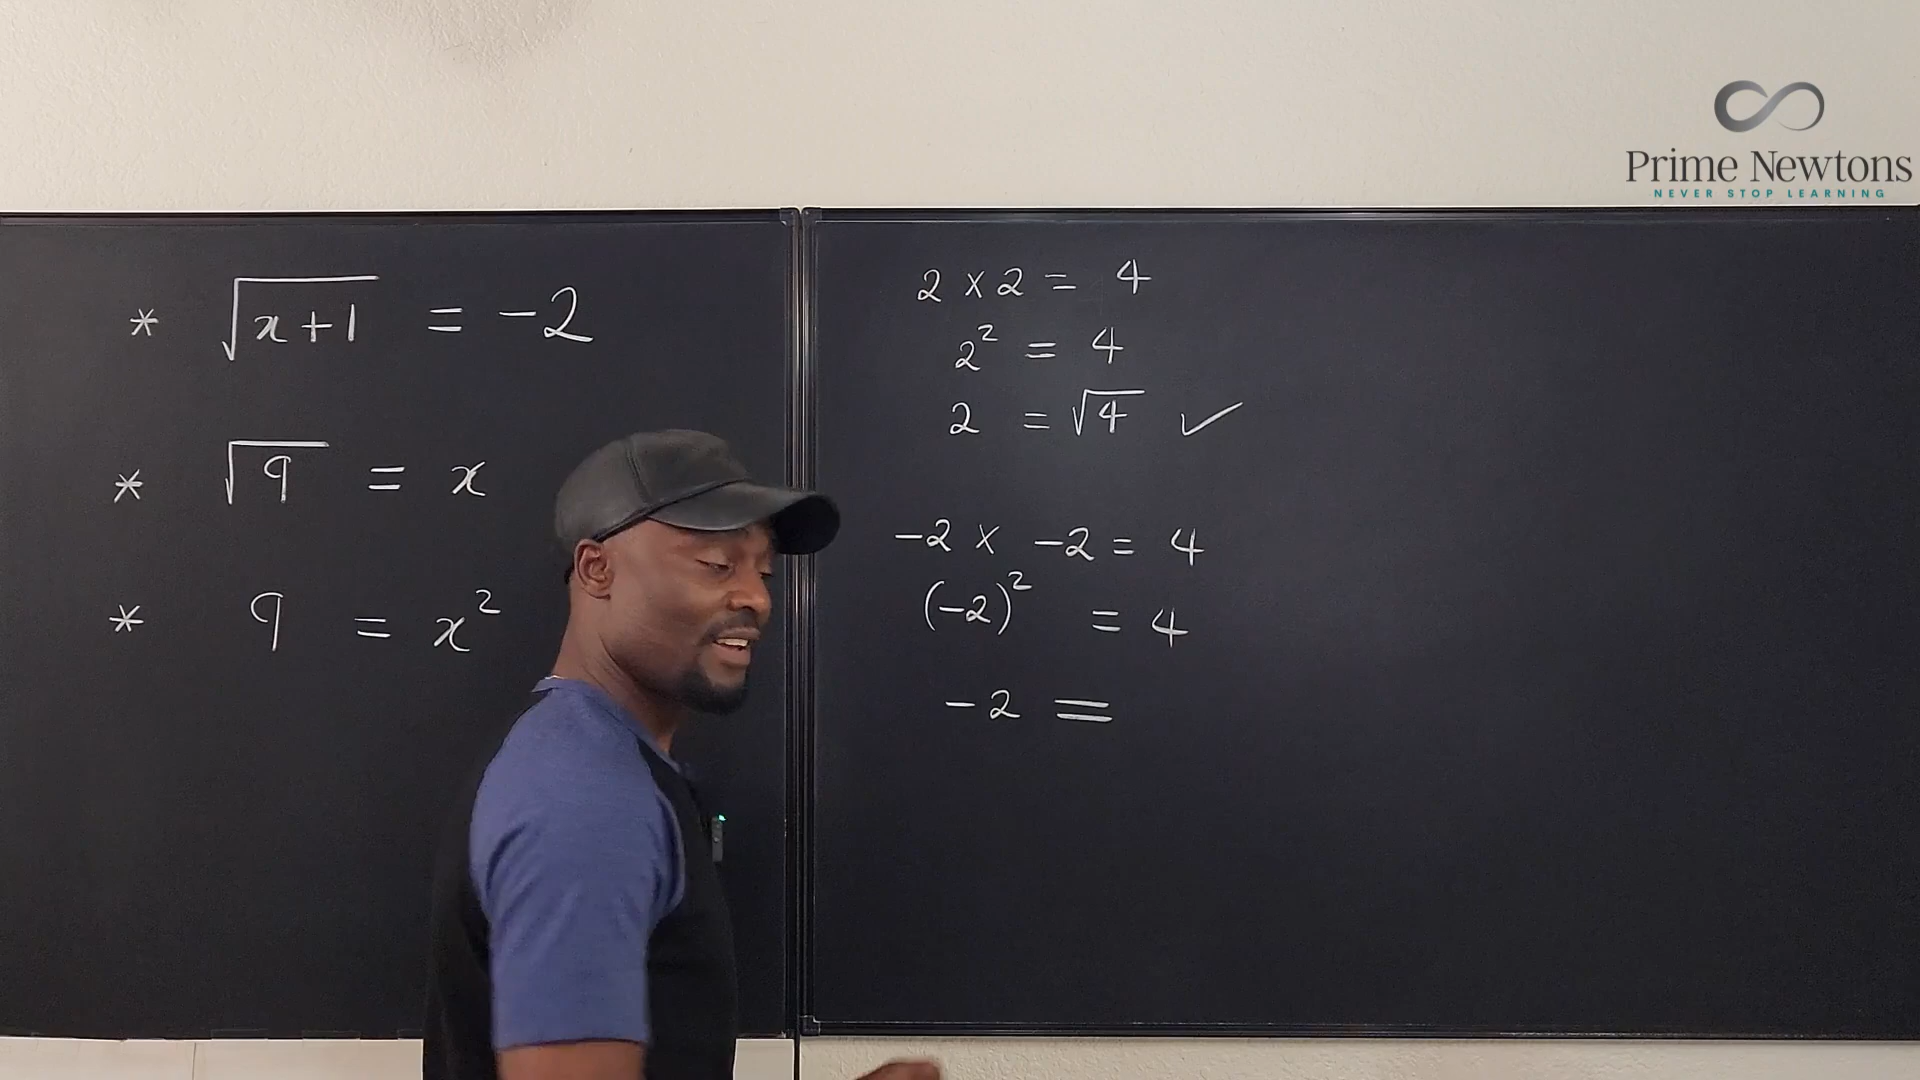 Prime Newtons
NEVER STOP LEARNING
* √(x+1) = -2
* √9 = x
* 9 = x²
2 × 2 = 4
2² = 4
2 = √4 ✓
-2 × -2 = 4
(-2)² = 4
-2 =